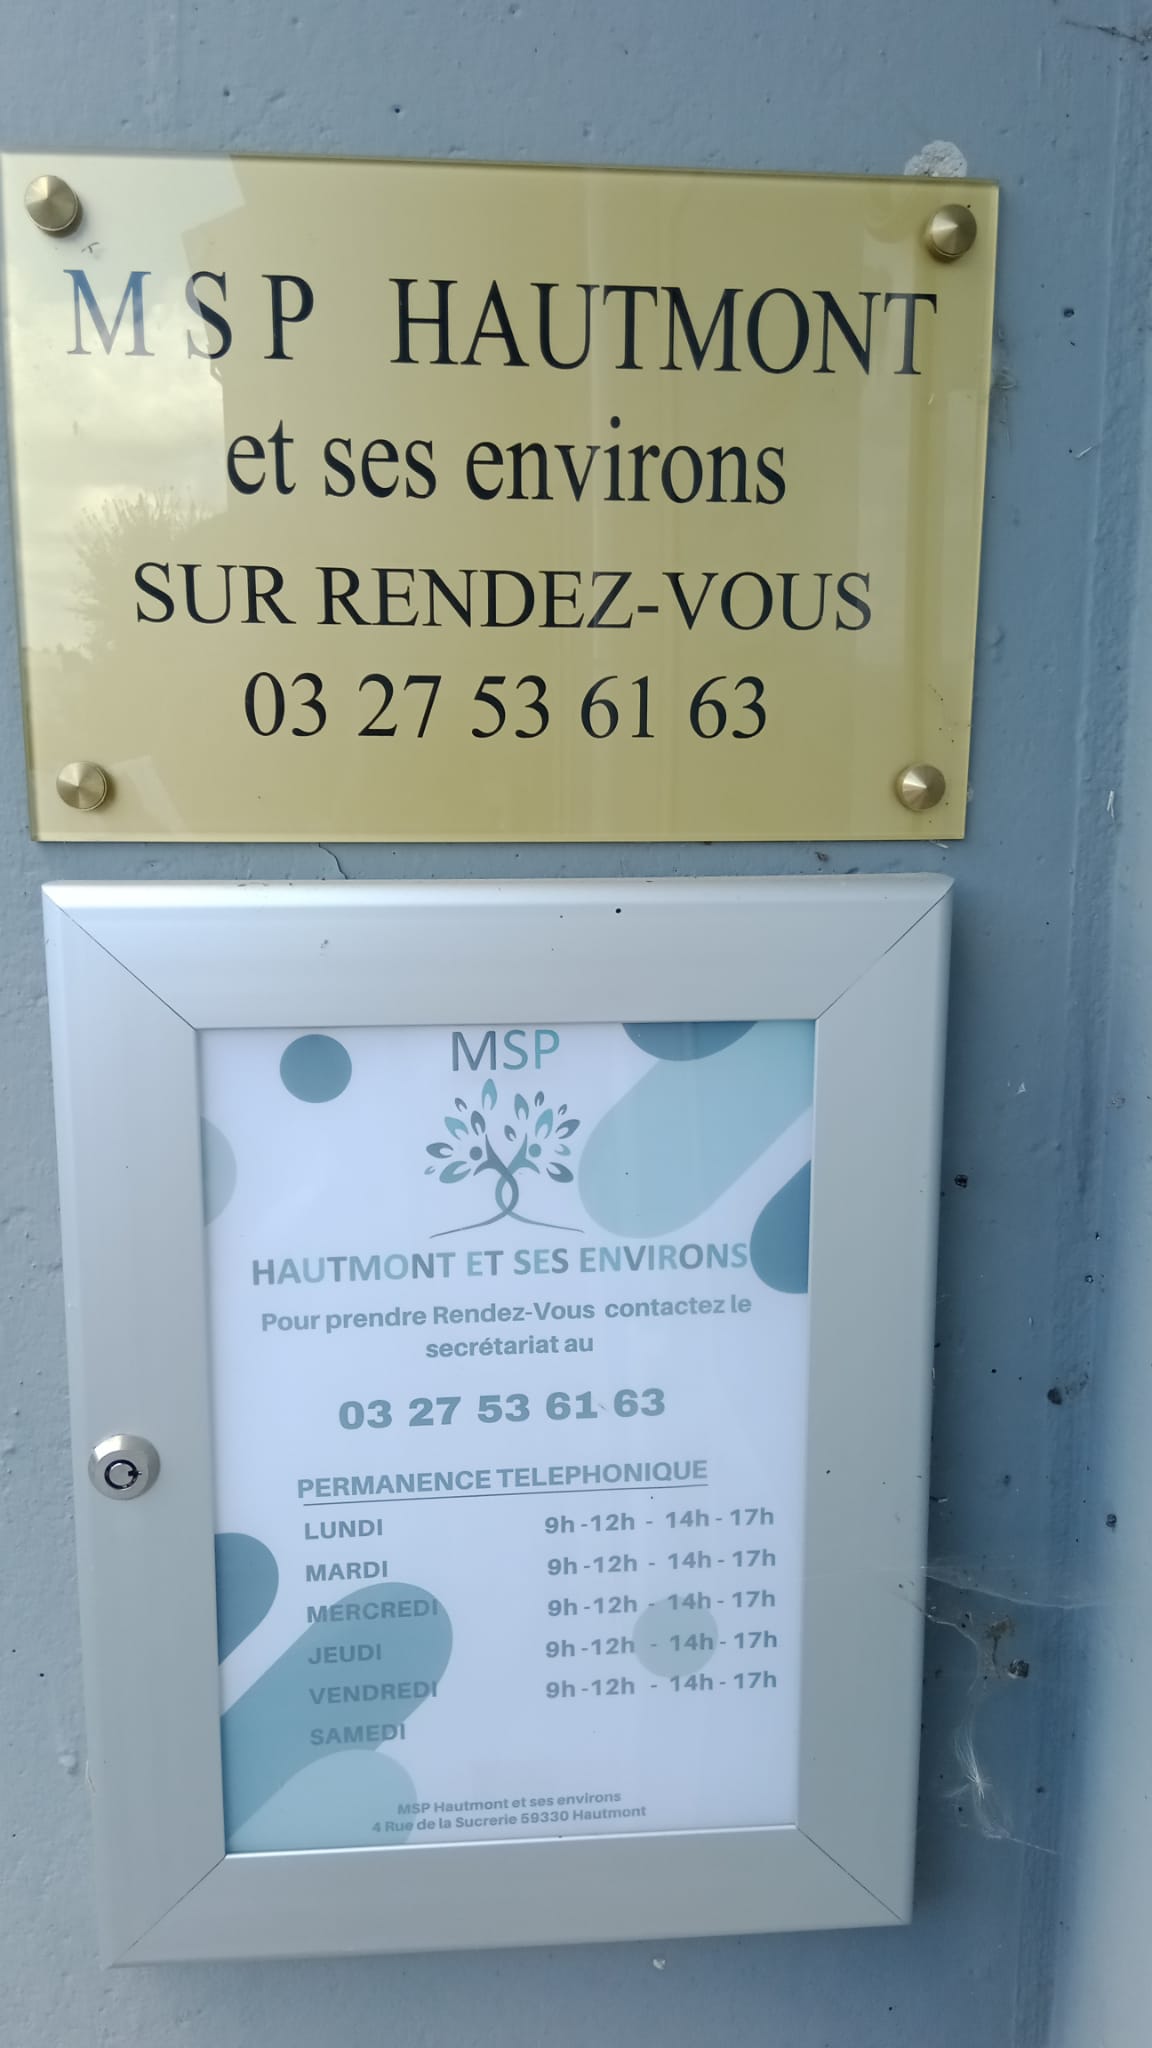 M S P HAUTMONT
et ses environs
SUR RENDEZ-VOUS
03 27 53 61 63
MSP
HAUTMONT ET SES ENVIRONS
Pour prendre Rendez-Vous contactez le
secrétariat au
03 27 53 61 63
PERMANENCE TELEPHONIQUE
LUNDI 9h -12h - 14h - 17h
MARDI 9h -12h - 14h - 17h
MERCREDI 9h -12h - 14h - 17h
JEUDI 9h -12h - 14h - 17h
VENDREDI 9h -12h - 14h - 17h
SAMEDI
MSP Hautmont et ses environs
4 Rue de la Sucrerie 59330 Hautmont